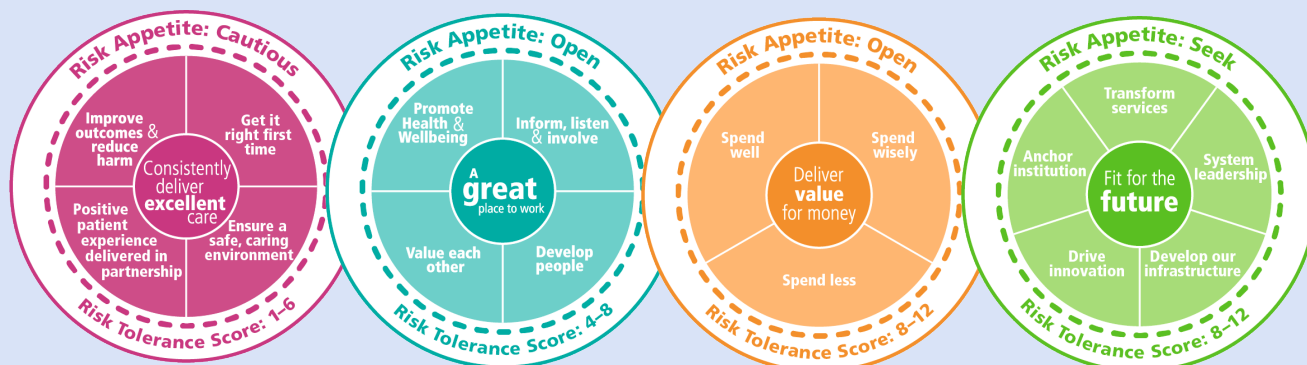 Risk Appetite: Cautious
Improve
outcomes &
reduce
harm
Get it
right first
time
Consistently
deliver
excellent
care
Positive
patient
experience
delivered in
partnership
Ensure a
safe, caring
environment
Risk Tolerance Score: 1–6
Risk Appetite: Open
Promote
Health &
Wellbeing
Inform, listen
& involve
A
great
place to work
Value each
other
Develop
people
Risk Tolerance Score: 4–8
Risk Appetite: Open
Spend
well
Spend
wisely
Deliver
value
for money
Spend less
Risk Tolerance Score: 8–12
Risk Appetite: Seek
Transform
services
Anchor
institution
System
leadership
Fit for the
future
Drive
innovation
Develop our
infrastructure
Risk Tolerance Score: 8–12